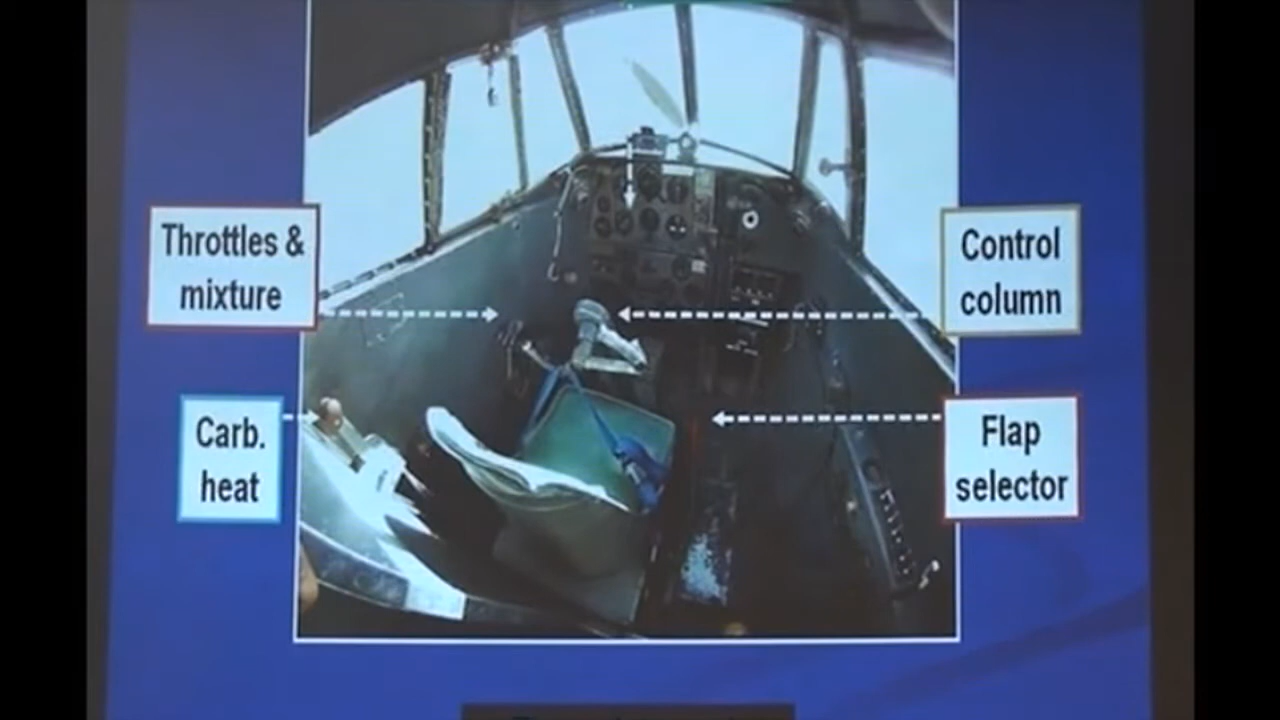 Throttles &
mixture
Control
column
Carb.
heat
Flap
selector